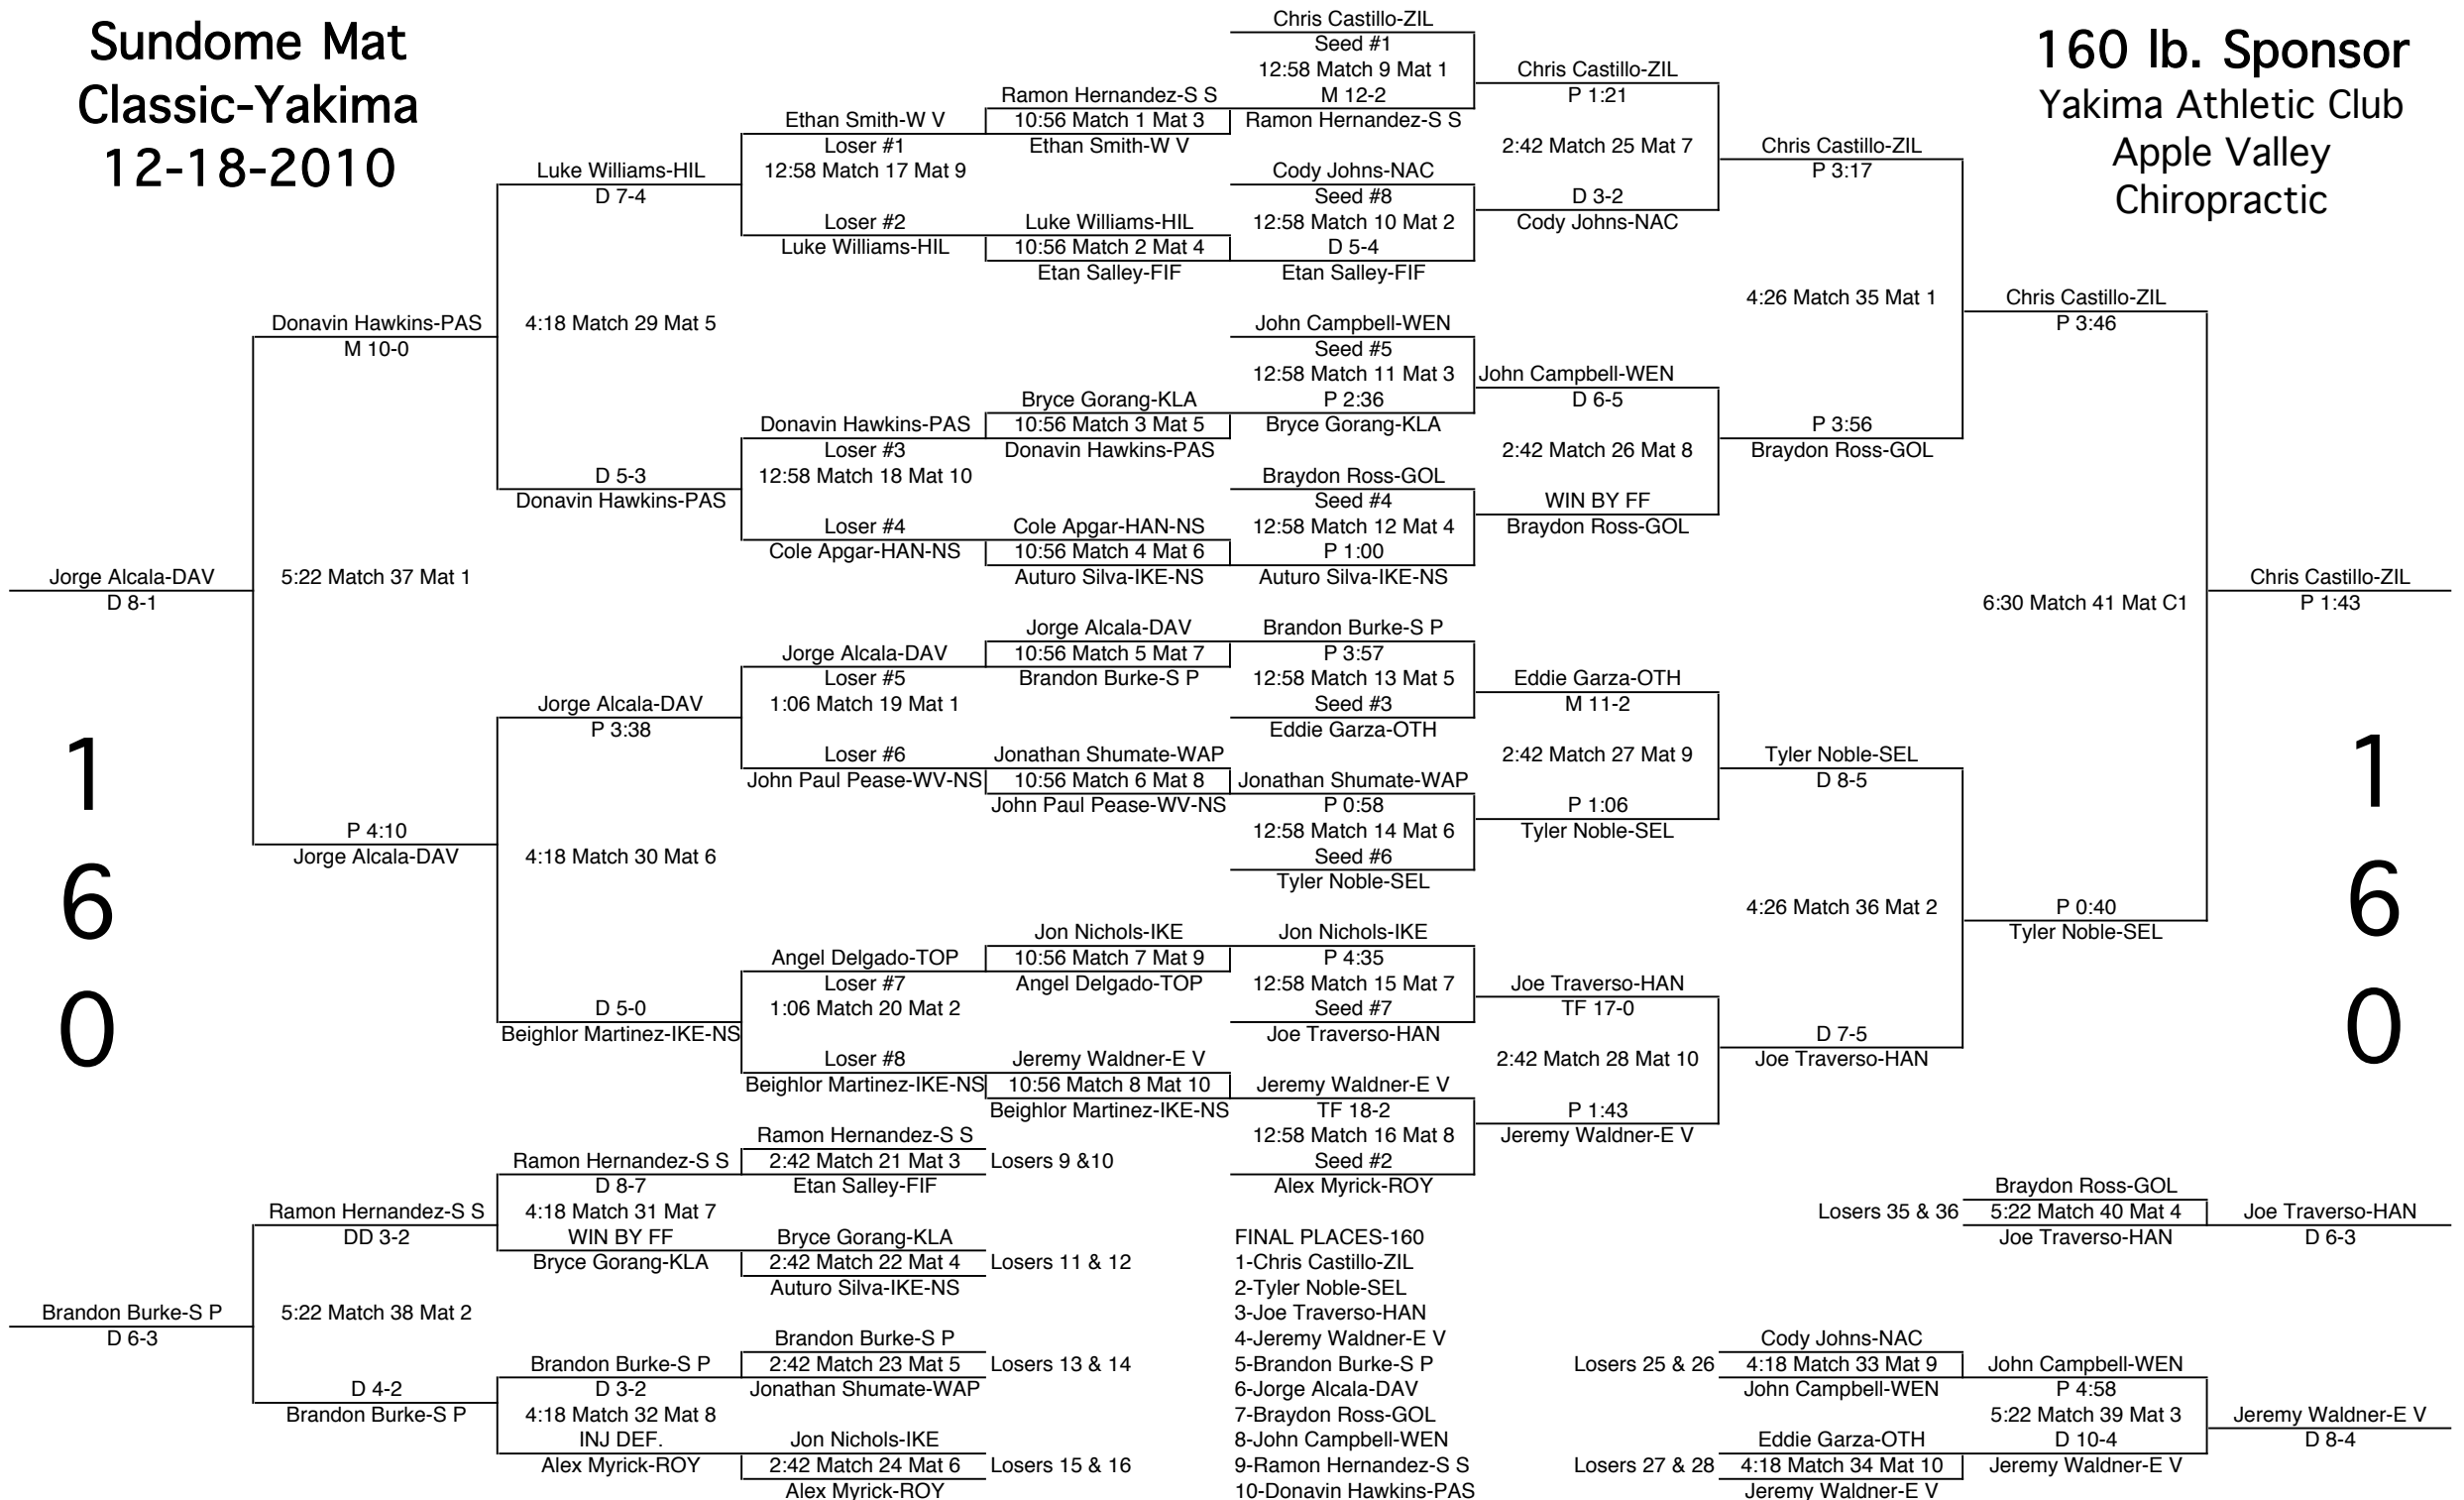 Sundome Mat
Classic-Yakima
12-18-2010
160 lb. Sponsor
Yakima Athletic Club
Apple Valley
Chiropractic
Jorge Alcala-DAV
D 8-1
1
6
0
Brandon Burke-S P
D 6-3
Donavin Hawkins-PAS
M 10-0
5:22 Match 37 Mat 1
P 4:10
Jorge Alcala-DAV
Ramon Hernandez-S S
DD 3-2
5:22 Match 38 Mat 2
D 4-2
Brandon Burke-S P
Luke Williams-HIL
D 7-4
4:18 Match 29 Mat 5
D 5-3
Donavin Hawkins-PAS
Jorge Alcala-DAV
P 3:38
4:18 Match 30 Mat 6
D 5-0
Beighlor Martinez-IKE-NS
Ramon Hernandez-S S
D 8-7
4:18 Match 31 Mat 7
WIN BY FF
Bryce Gorang-KLA
Brandon Burke-S P
D 3-2
4:18 Match 32 Mat 8
INJ DEF.
Alex Myrick-ROY
Ethan Smith-W V
Loser #1
12:58 Match 17 Mat 9
Loser #2
Luke Williams-HIL
Donavin Hawkins-PAS
Loser #3
12:58 Match 18 Mat 10
Loser #4
Cole Apgar-HAN-NS
Jorge Alcala-DAV
Loser #5
1:06 Match 19 Mat 1
Loser #6
John Paul Pease-WV-NS
Angel Delgado-TOP
Loser #7
1:06 Match 20 Mat 2
Loser #8
Beighlor Martinez-IKE-NS
Ramon Hernandez-S S
2:42 Match 21 Mat 3 Losers 9 &10
Etan Salley-FIF
Bryce Gorang-KLA
2:42 Match 22 Mat 4 Losers 11 & 12
Auturo Silva-IKE-NS
Brandon Burke-S P
2:42 Match 23 Mat 5 Losers 13 & 14
Jonathan Shumate-WAP
Jon Nichols-IKE
2:42 Match 24 Mat 6 Losers 15 & 16
Alex Myrick-ROY
Ramon Hernandez-S S
10:56 Match 1 Mat 3
Ethan Smith-W V
Luke Williams-HIL
10:56 Match 2 Mat 4
Etan Salley-FIF
Bryce Gorang-KLA
10:56 Match 3 Mat 5
Donavin Hawkins-PAS
Cole Apgar-HAN-NS
10:56 Match 4 Mat 6
Auturo Silva-IKE-NS
Jorge Alcala-DAV
10:56 Match 5 Mat 7
Brandon Burke-S P
Jonathan Shumate-WAP
10:56 Match 6 Mat 8
John Paul Pease-WV-NS
Jon Nichols-IKE
10:56 Match 7 Mat 9
Angel Delgado-TOP
Jeremy Waldner-E V
10:56 Match 8 Mat 10
Beighlor Martinez-IKE-NS
Chris Castillo-ZIL
Seed #1
12:58 Match 9 Mat 1
M 12-2
Ramon Hernandez-S S
Cody Johns-NAC
Seed #8
12:58 Match 10 Mat 2
D 5-4
Etan Salley-FIF
John Campbell-WEN
Seed #5
12:58 Match 11 Mat 3
P 2:36
Bryce Gorang-KLA
Braydon Ross-GOL
Seed #4
12:58 Match 12 Mat 4
P 1:00
Auturo Silva-IKE-NS
Brandon Burke-S P
P 3:57
12:58 Match 13 Mat 5
Seed #3
Eddie Garza-OTH
Jonathan Shumate-WAP
P 0:58
12:58 Match 14 Mat 6
Seed #6
Tyler Noble-SEL
Jon Nichols-IKE
P 4:35
12:58 Match 15 Mat 7
Seed #7
Joe Traverso-HAN
Jeremy Waldner-E V
TF 18-2
12:58 Match 16 Mat 8
Seed #2
Alex Myrick-ROY
FINAL PLACES-160
1-Chris Castillo-ZIL
2-Tyler Noble-SEL
3-Joe Traverso-HAN
4-Jeremy Waldner-E V
5-Brandon Burke-S P
6-Jorge Alcala-DAV
7-Braydon Ross-GOL
8-John Campbell-WEN
9-Ramon Hernandez-S S
10-Donavin Hawkins-PAS
Chris Castillo-ZIL
P 1:21
2:42 Match 25 Mat 7
D 3-2
Cody Johns-NAC
John Campbell-WEN
D 6-5
2:42 Match 26 Mat 8
WIN BY FF
Braydon Ross-GOL
Eddie Garza-OTH
M 11-2
2:42 Match 27 Mat 9
P 1:06
Tyler Noble-SEL
Joe Traverso-HAN
TF 17-0
2:42 Match 28 Mat 10
P 1:43
Jeremy Waldner-E V
Chris Castillo-ZIL
P 3:17
4:26 Match 35 Mat 1
P 3:56
Braydon Ross-GOL
Tyler Noble-SEL
D 8-5
4:26 Match 36 Mat 2
D 7-5
Joe Traverso-HAN
Chris Castillo-ZIL
P 3:46
6:30 Match 41 Mat C1
P 0:40
Tyler Noble-SEL
Chris Castillo-ZIL
P 1:43
1
6
0
Braydon Ross-GOL
Losers 35 & 36 5:22 Match 40 Mat 4
Joe Traverso-HAN
Joe Traverso-HAN
D 6-3
Cody Johns-NAC
Losers 25 & 26 4:18 Match 33 Mat 9
John Campbell-WEN
Eddie Garza-OTH
Losers 27 & 28 4:18 Match 34 Mat 10
Jeremy Waldner-E V
John Campbell-WEN
P 4:58
5:22 Match 39 Mat 3
D 10-4
Jeremy Waldner-E V
Jeremy Waldner-E V
D 8-4